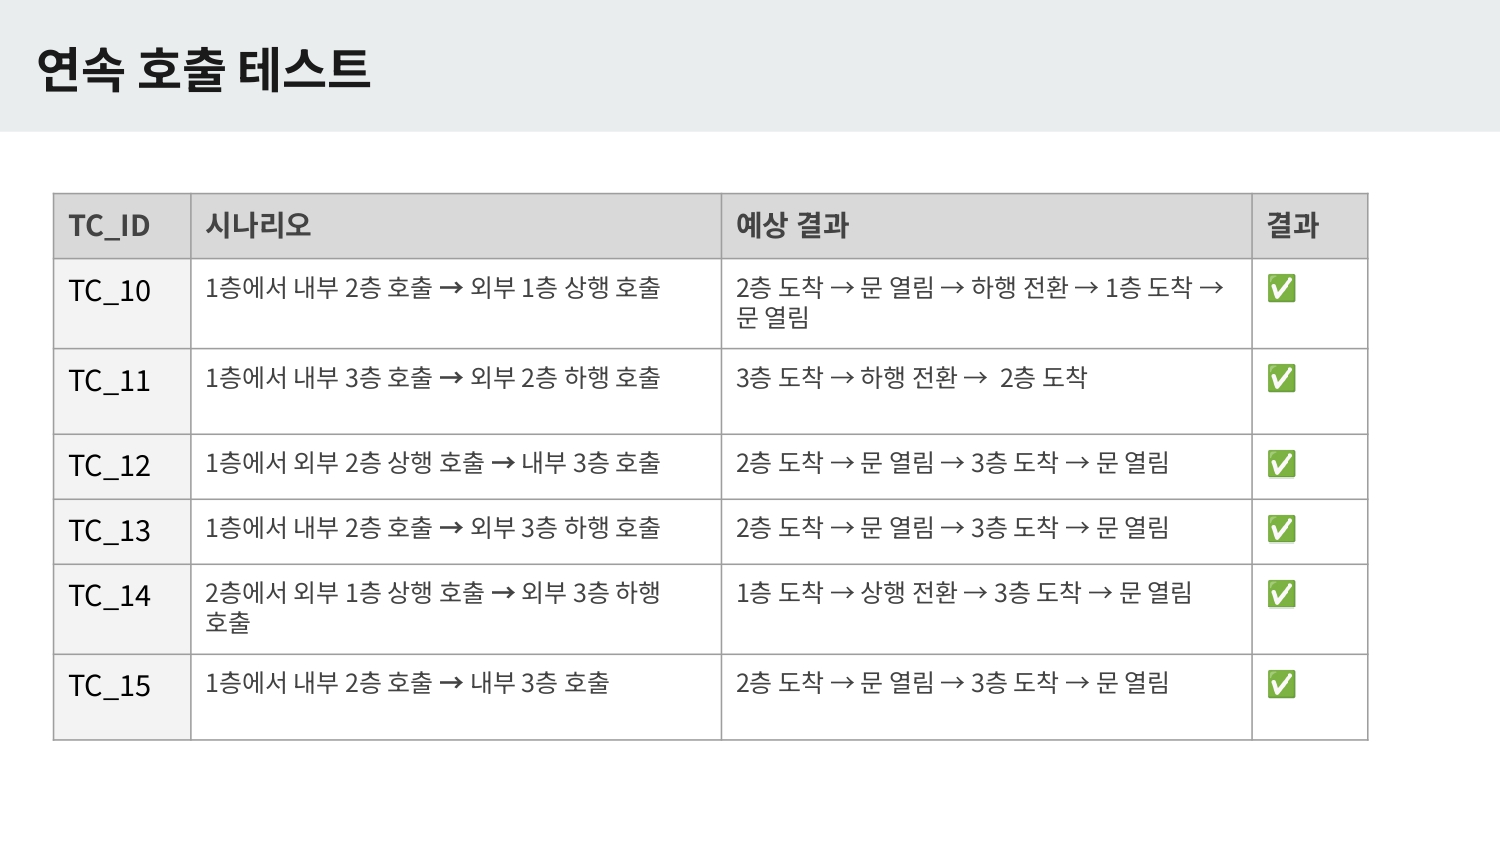 연속 호출 테스트
TC_ID 시나리오 예상 결과 결과
TC_10 1층에서 내부 2층 호출 → 외부 1층 상행 호출 2층 도착 → 문 열림 → 하행 전환 → 1층 도착 →
문 열림 ✅
TC_11 1층에서 내부 3층 호출 → 외부 2층 하행 호출 3층 도착 → 하행 전환 → 2층 도착 ✅
TC_12 1층에서 외부 2층 상행 호출 → 내부 3층 호출 2층 도착 → 문 열림 → 3층 도착 → 문 열림 ✅
TC_13 1층에서 내부 2층 호출 → 외부 3층 하행 호출 2층 도착 → 문 열림 → 3층 도착 → 문 열림 ✅
TC_14 2층에서 외부 1층 상행 호출 → 외부 3층 하행
호출 1층 도착 → 상행 전환 → 3층 도착 → 문 열림 ✅
TC_15 1층에서 내부 2층 호출 → 내부 3층 호출 2층 도착 → 문 열림 → 3층 도착 → 문 열림 ✅